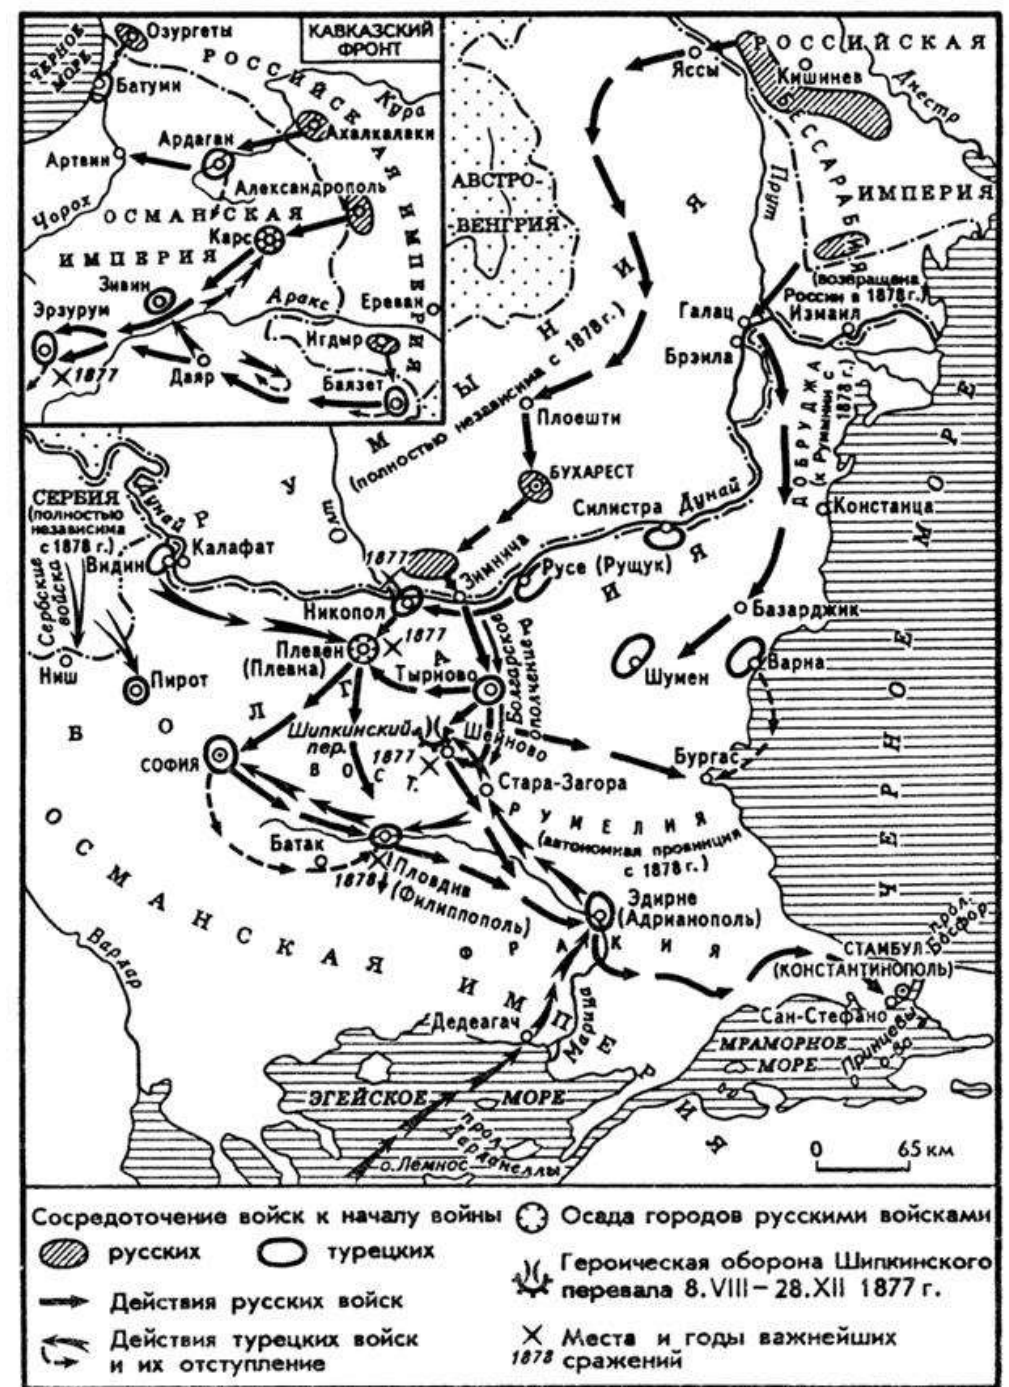 КАВКАЗСКИЙ
ФРОНТ
Озургеты
ЧЕРНОЕ
МОРЕ
Батуми
РОССИЙСКАЯ ИМПЕРИЯ
Кура
Ахалкалаки
Ардаган
Артвин
Александрополь
Чорох
ОСМАНСКАЯ
ИМПЕРИЯ
Карс
Зивин
Аракс
Ереван
Эрзурум
Игдыр
1877
Даяр
Баязет
РОССИЙСКАЯ
ИМПЕРИЯ
Яссы
Кишинев
Днестр
БЕССАРАБИЯ
(возвращена
России в 1878 г.)
АВСТРО-
ВЕНГРИЯ
Прут
Галац
Измаил
Брэила
РУМЫНИЯ
(полностью независима с 1878 г.)
Плоешти
БУХАРЕСТ
ДОБРУДЖА
(к Румынии с
1878 г.)
Констанца
Силистра
Дунай
СЕРБИЯ
(полностью
независима
с 1878 г.)
Дунай
Калафат
Видин
Олт
1877
Зимнича
Русе (Рущук)
Никопол
Сербские
войска
Ниш
Пирот
Плевен
(Плевна)
1877
Тырново
Болгарское
ополчение
Базарджик
Шумен
Варна
БОЛГАРИЯ
Шипкинский
пер.
Шейново
1877
СОФИЯ
Бургас
Стара-Загора
ВОСТ.
РУМЕЛИЯ
(автономная провинция
с 1878 г.)
Батак
1878
Пловдив
(Филиппополь)
Эдирне
(Адрианополь)
ФРАКИЯ
ЧЕРНОЕ МОРЕ
ОСМАНСКАЯ ИМПЕРИЯ
Вардар
прол.
Босфор
СТАМБУЛ
(КОНСТАНТИНОПОЛЬ)
Сан-Стефано
Принцевы
о-ва
МРАМОРНОЕ
МОРЕ
Дедеагач
Марица
ЭГЕЙСКОЕ МОРЕ
прол.
Дарданеллы
о. Лемнос
0 65 км
Сосредоточение войск к началу войны
русских турецких
Действия русских войск
Действия турецких войск
и их отступление
Осада городов русскими войсками
Героическая оборона Шипкинского
перевала 8.VIII – 28.XII 1877 г.
Места и годы важнейших
1878 сражений